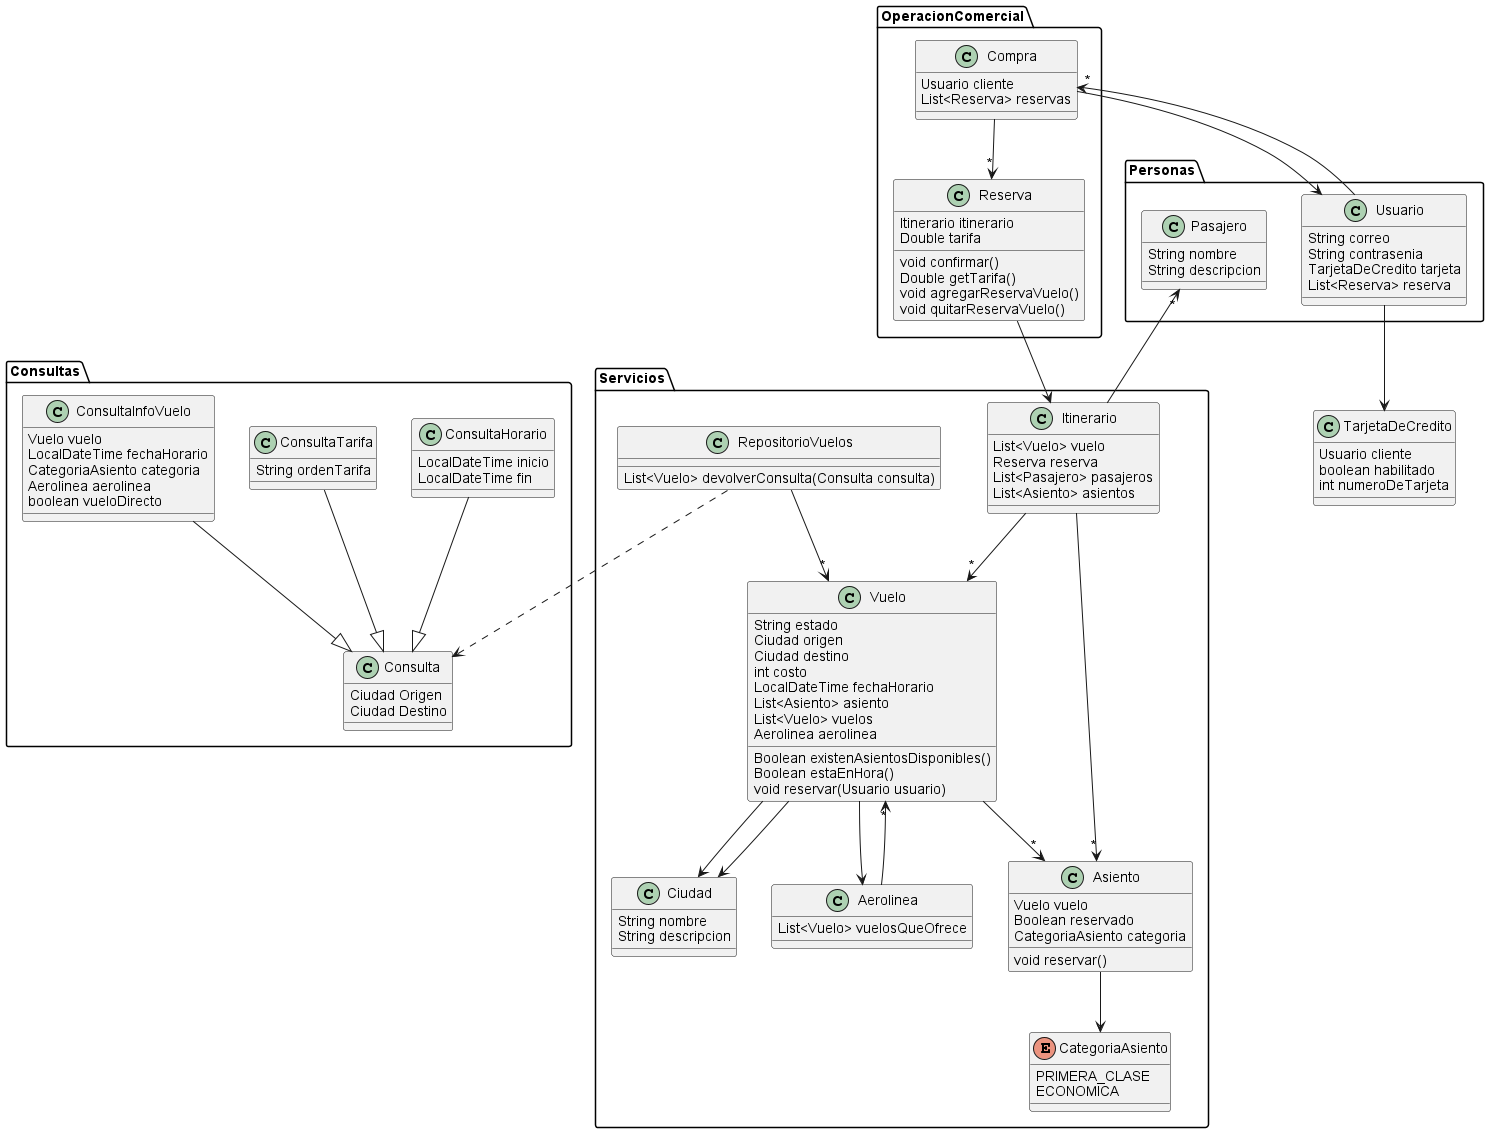 OperacionComercial
C Compra
Usuario cliente
List<Reserva> reservas
*
*
C Reserva
Itinerario itinerario
Double tarifa
void confirmar()
Double getTarifa()
void agregarReservaVuelo()
void quitarReservaVuelo()
Personas
C Pasajero
String nombre
String descripcion
*
C Usuario
String correo
String contrasenia
TarjetaDeCredito tarjeta
List<Reserva> reserva
C TarjetaDeCredito
Usuario cliente
boolean habilitado
int numeroDeTarjeta
Consultas
C ConsultaInfoVuelo
Vuelo vuelo
LocalDateTime fechaHorario
CategoriaAsiento categoria
Aerolinea aerolinea
boolean vueloDirecto
C ConsultaTarifa
String ordenTarifa
C ConsultaHorario
LocalDateTime inicio
LocalDateTime fin
C Consulta
Ciudad Origen
Ciudad Destino
Servicios
C RepositorioVuelos
List<Vuelo> devolverConsulta(Consulta consulta)
C Itinerario
List<Vuelo> vuelo
Reserva reserva
List<Pasajero> pasajeros
List<Asiento> asientos
*
*
C Vuelo
String estado
Ciudad origen
Ciudad destino
int costo
LocalDateTime fechaHorario
List<Asiento> asiento
List<Vuelo> vuelos
Aerolinea aerolinea
Boolean existenAsientosDisponibles()
Boolean estaEnHora()
void reservar(Usuario usuario)
*
*
*
C Ciudad
String nombre
String descripcion
C Aerolinea
List<Vuelo> vuelosQueOfrece
C Asiento
Vuelo vuelo
Boolean reservado
CategoriaAsiento categoria
void reservar()
E CategoriaAsiento
PRIMERA_CLASE
ECONOMICA